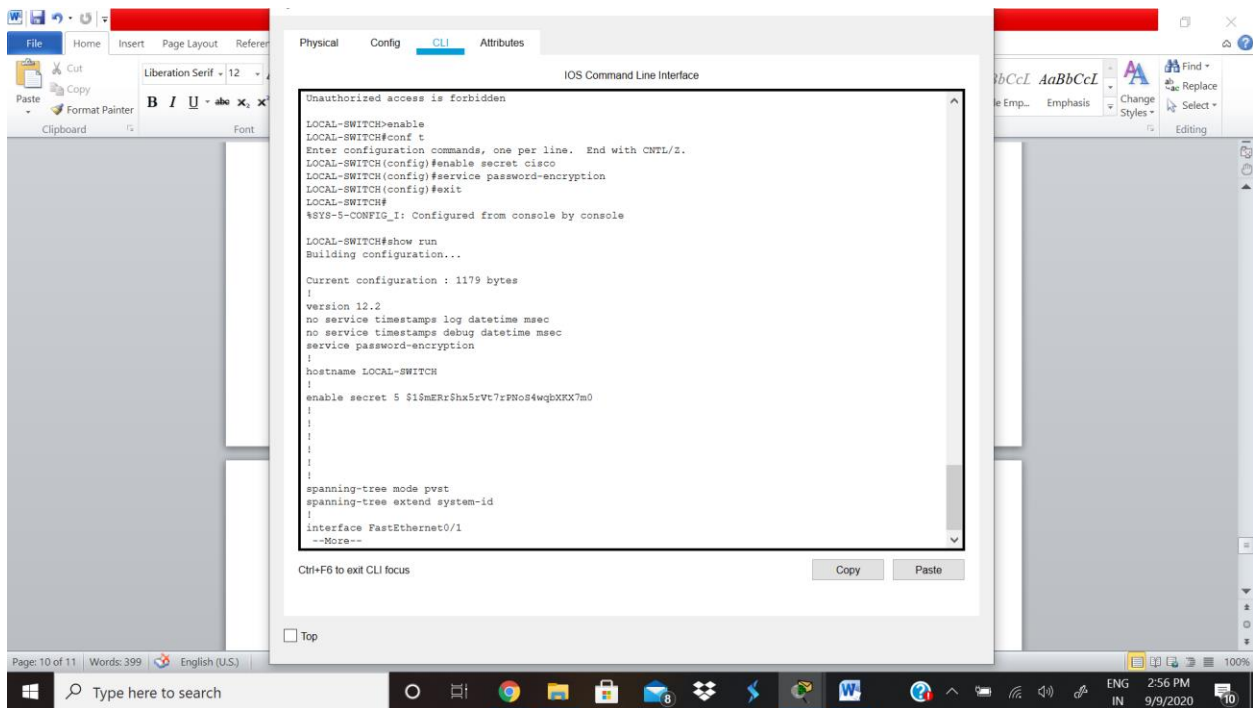 File Home Insert Page Layout
Cut
Copy
Paste
Format Painter
Clipboard
Liberation Serif 12
B I U abc x₂
Font
Physical Config CLI Attributes
IOS Command Line Interface
Unauthorized access is forbidden
LOCAL-SWITCH>enable
LOCAL-SWITCH#conf t
Enter configuration commands, one per line. End with CNTL/Z.
LOCAL-SWITCH(config)#enable secret cisco
LOCAL-SWITCH(config)#service password-encryption
LOCAL-SWITCH(config)#exit
LOCAL-SWITCH#
%SYS-5-CONFIG_I: Configured from console by console
LOCAL-SWITCH#show run
Building configuration...
Current configuration : 1179 bytes
!
version 12.2
no service timestamps log datetime msec
no service timestamps debug datetime msec
service password-encryption
!
hostname LOCAL-SWITCH
!
enable secret 5 $1$mERr$hx5rVt7rPNoS4wqbXKX7m0
!
!
!
!
!
!
spanning-tree mode pvst
spanning-tree extend system-id
!
interface FastEthernet0/1
--More--
Ctrl+F6 to exit CLI focus
Copy Paste
Top
AaBbCcI
Emphasis
Change
Styles
Find
Replace
Select
Editing
Page: 10 of 11 Words: 399 English (U.S.)
100%
Type here to search
8
ENG
IN
2:56 PM
9/9/2020
10